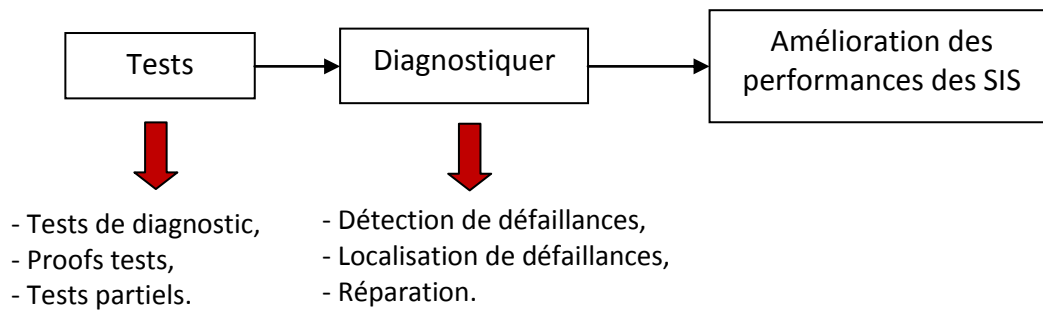 Tests
Diagnostiquer
Amélioration des
performances des SIS
- Tests de diagnostic,
- Proofs tests,
- Tests partiels.
- Détection de défaillances,
- Localisation de défaillances,
- Réparation.